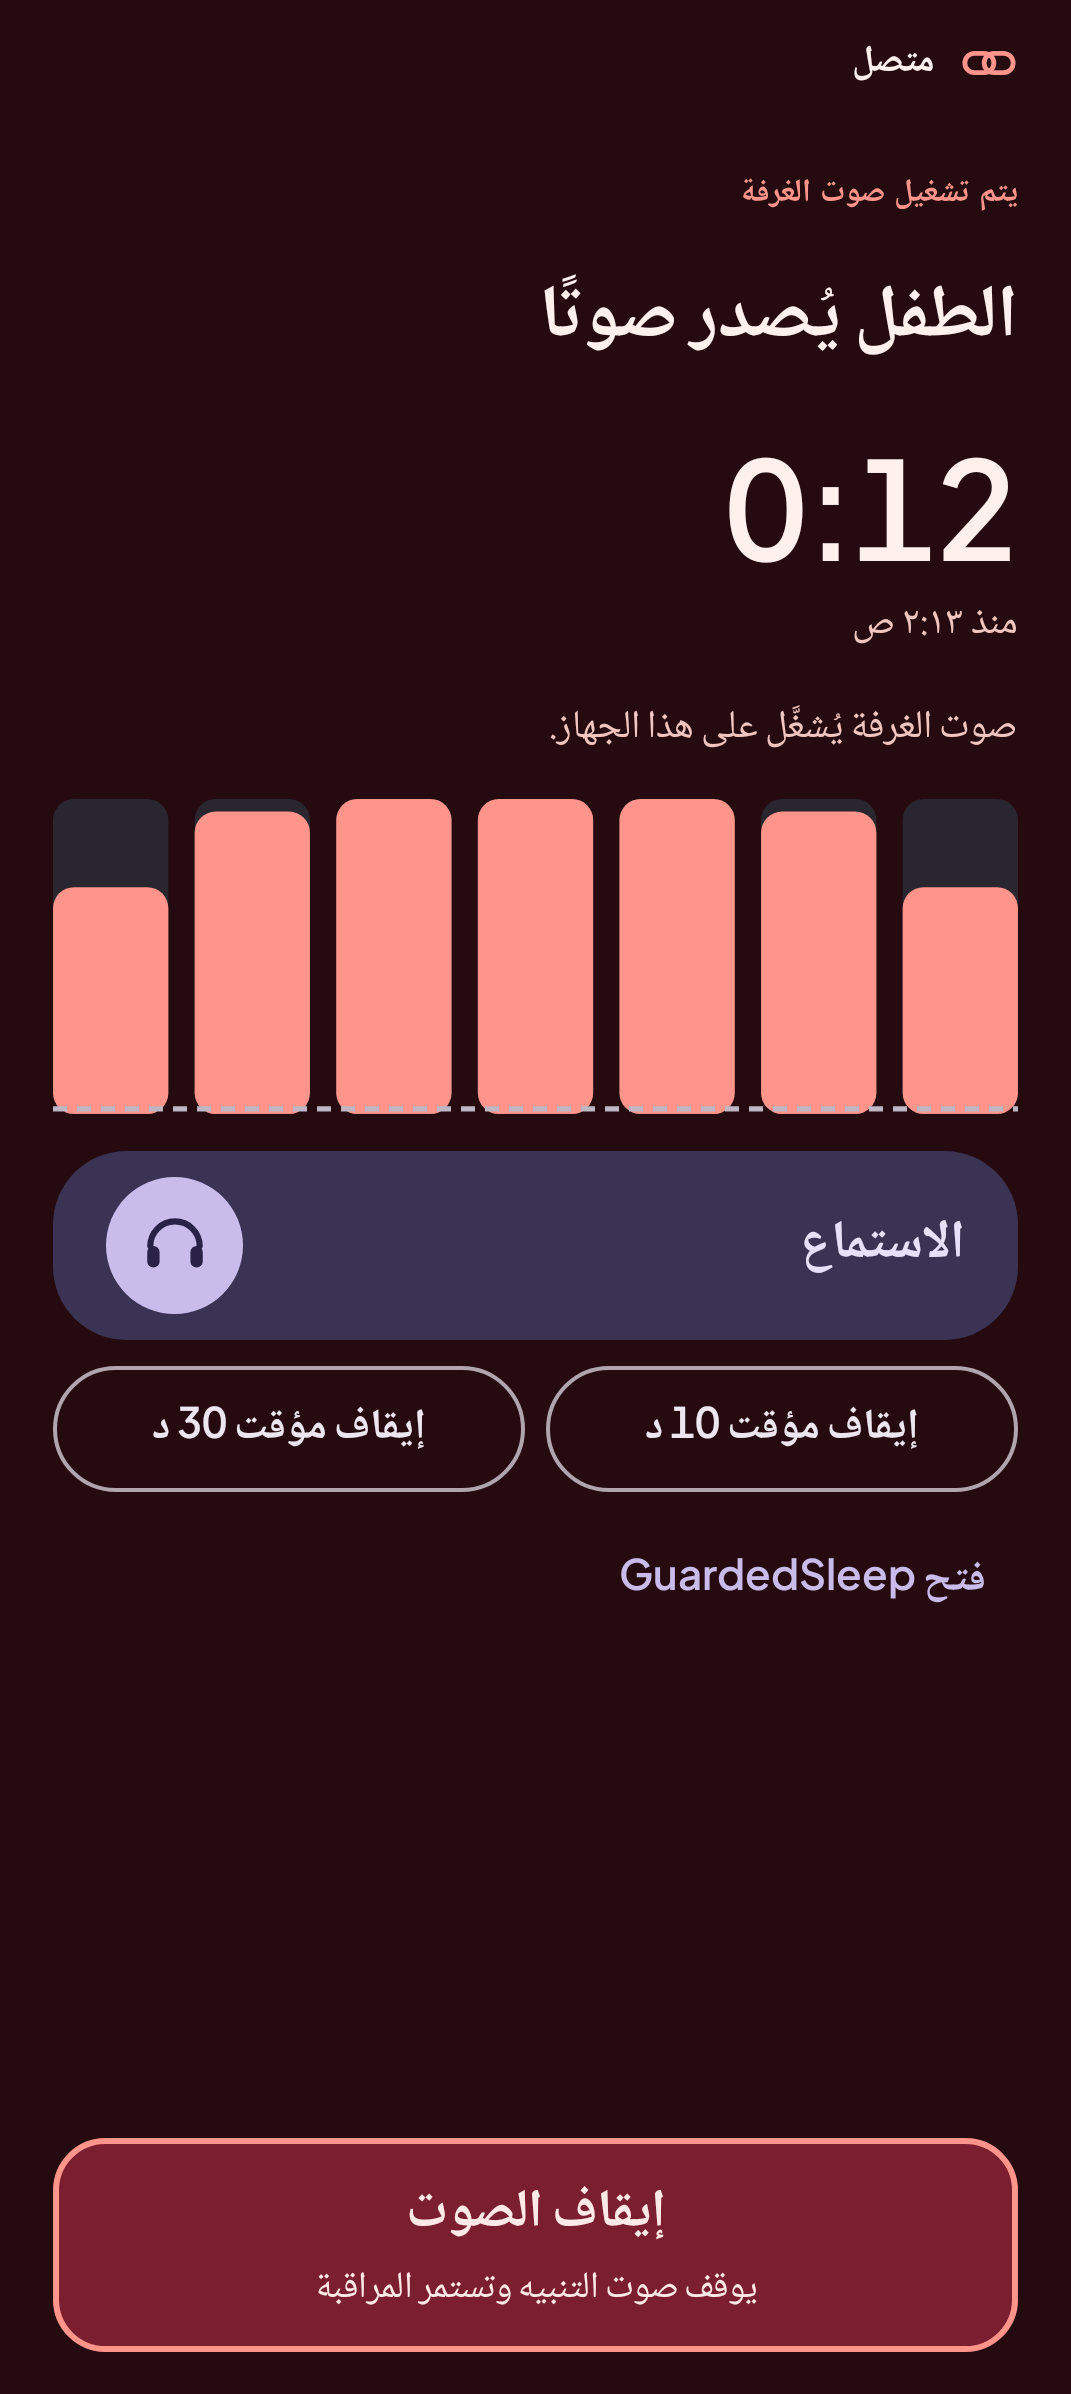 متصل
يتم تشغيل صوت الغرفة
الطفل يُصدر صوتًا
0:12
منذ ٢:١٣ ص
صوت الغرفة يُشغَّل على هذا الجهاز.
الاستماع
إيقاف مؤقت 10 د
إيقاف مؤقت 30 د
فتح GuardedSleep
إيقاف الصوت
يوقف صوت التنبيه وتستمر المراقبة